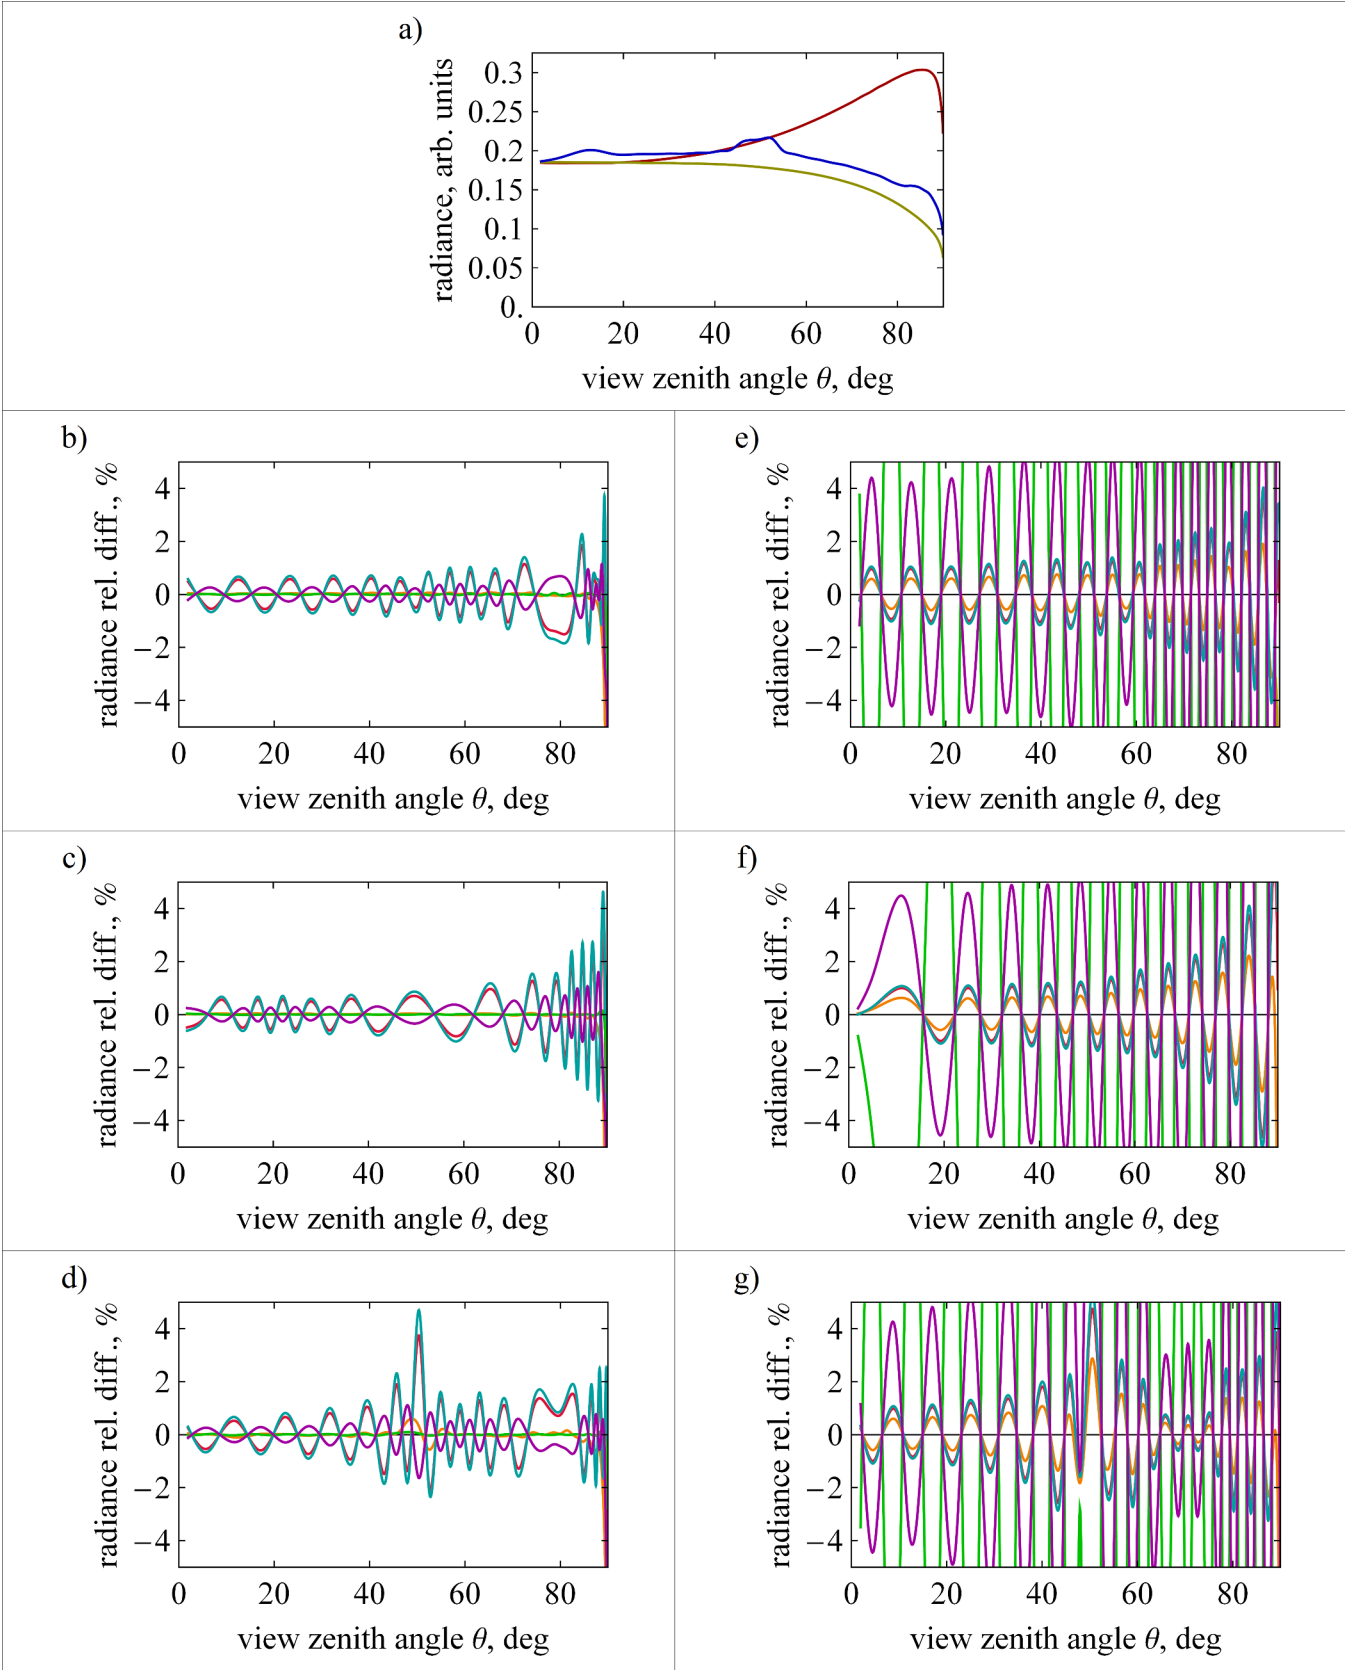 a)
radiance, arb. units
0.3
0.25
0.2
0.15
0.1
0.05
0.
0 20 40 60 80
view zenith angle θ, deg
b)
radiance rel. diff., %
4
2
0
−2
−4
0 20 40 60 80
view zenith angle θ, deg
e)
radiance rel. diff., %
4
2
0
−2
−4
0 20 40 60 80
view zenith angle θ, deg
c)
radiance rel. diff., %
4
2
0
−2
−4
0 20 40 60 80
view zenith angle θ, deg
f)
radiance rel. diff., %
4
2
0
−2
−4
0 20 40 60 80
view zenith angle θ, deg
d)
radiance rel. diff., %
4
2
0
−2
−4
0 20 40 60 80
view zenith angle θ, deg
g)
radiance rel. diff., %
4
2
0
−2
−4
0 20 40 60 80
view zenith angle θ, deg